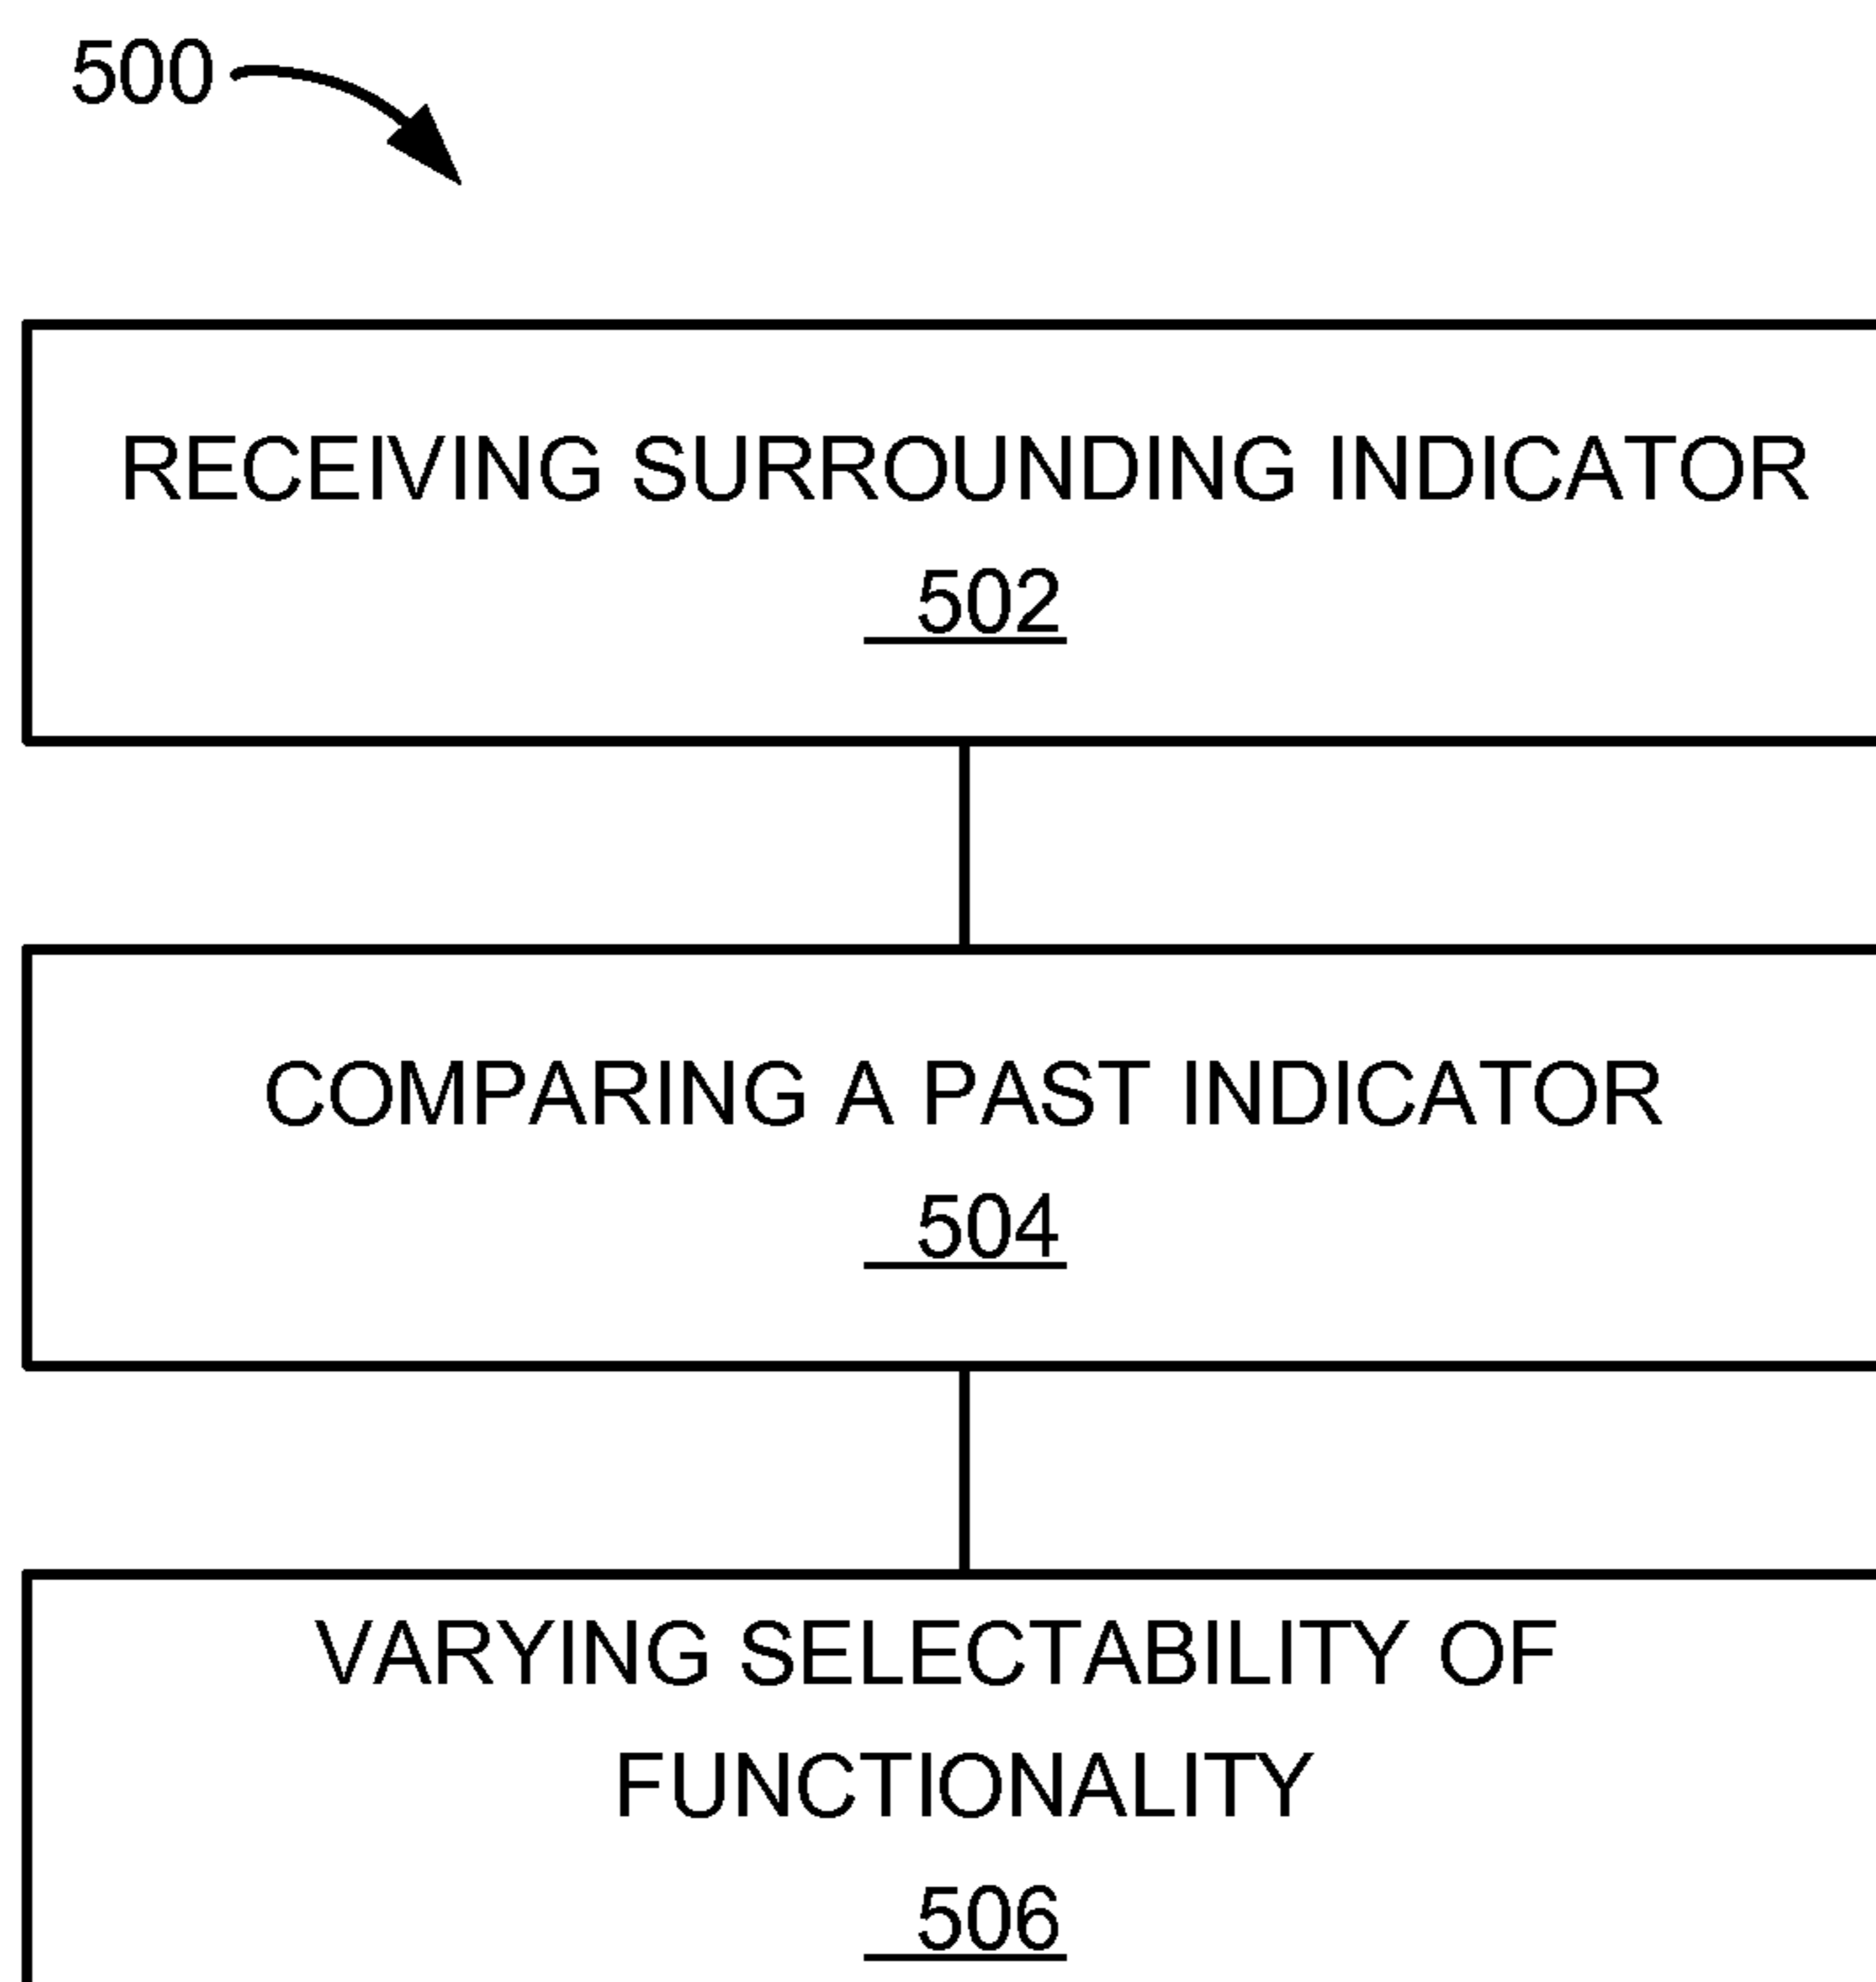 500
RECEIVING SURROUNDING INDICATOR
502
COMPARING A PAST INDICATOR
504
VARYING SELECTABILITY OF
FUNCTIONALITY
506